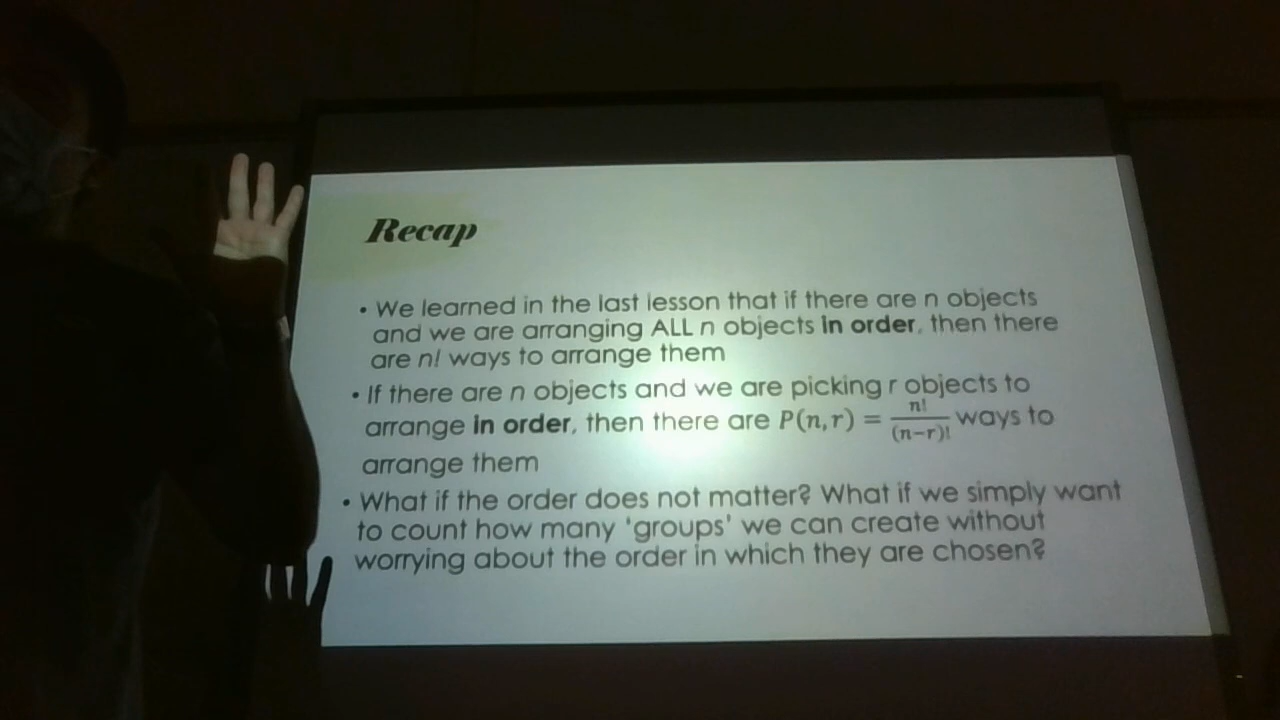 Recap
• We learned in the last lesson that if there are n objects
and we are arranging ALL n objects in order, then there
are n! ways to arrange them
• If there are n objects and we are picking r objects to
arrange in order, then there are P(n,r) = n!/(n−r)! ways to
arrange them
• What if the order does not matter? What if we simply want
to count how many 'groups' we can create without
worrying about the order in which they are chosen?